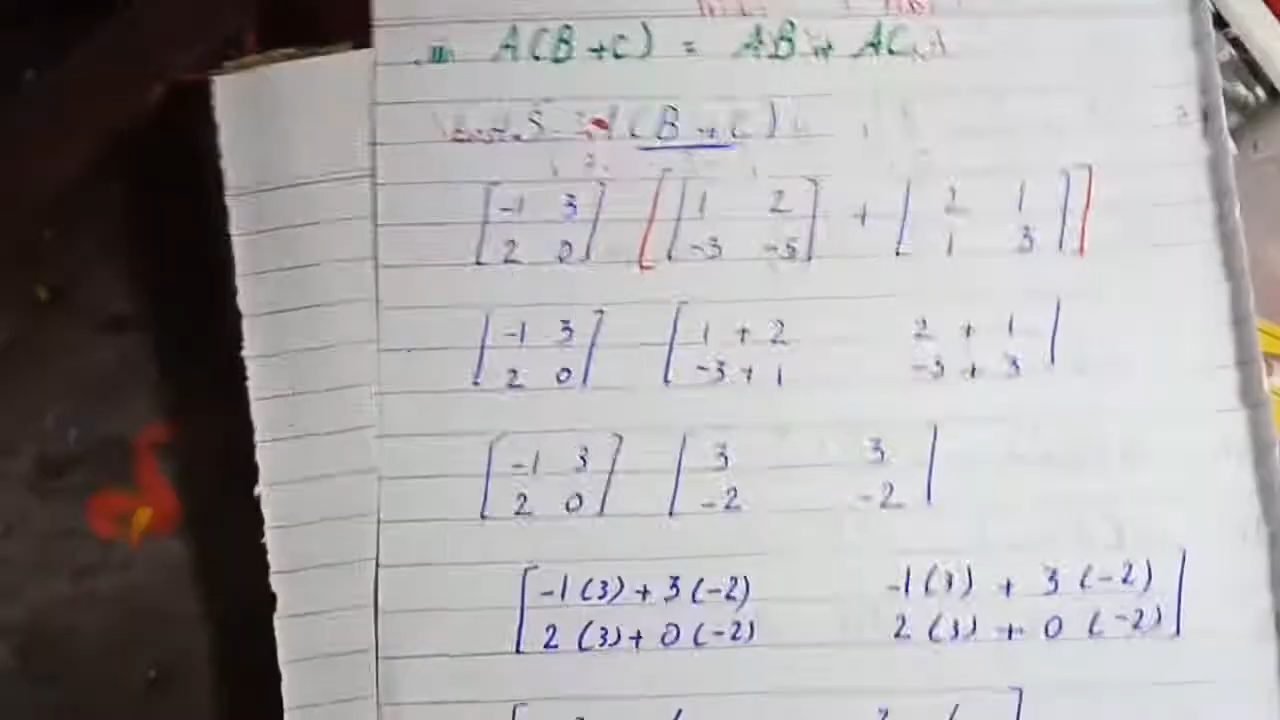 A(B+C) = AB + AC
A(B+C)
[-1 3] [[1 2] + [2 1]]
[2 0] [[-3 -5] + [1 3]]
[-1 3] [1 + 2 2 + 1]
[2 0] [-3 + 1 -5 + 3]
[-1 3] [3 3]
[2 0] [-2 -2]
[-1(3) + 3(-2) -1(3) + 3(-2)]
[2(3) + 0(-2) 2(3) + 0(-2)]